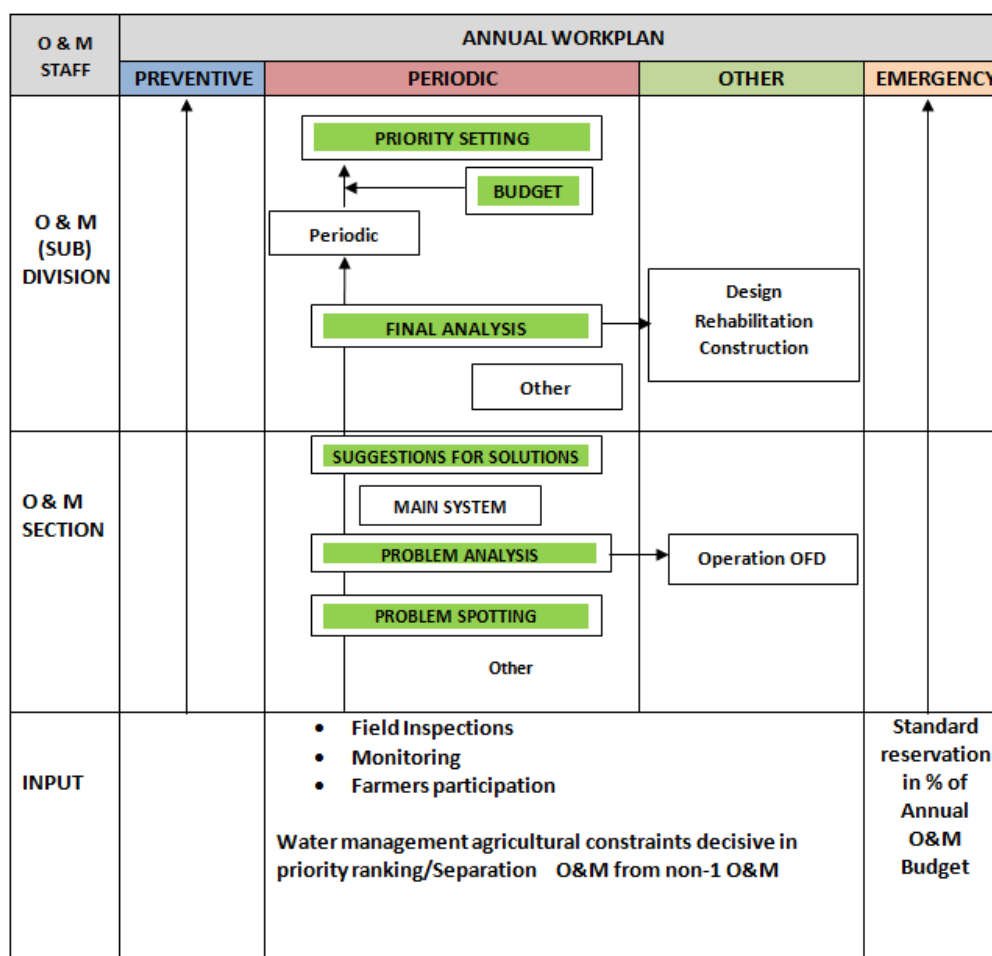 O & M
STAFF
ANNUAL WORKPLAN
PREVENTIVE
PERIODIC
OTHER
EMERGENCY
O & M
(SUB)
DIVISION
PRIORITY SETTING
BUDGET
Periodic
FINAL ANALYSIS
Other
Design
Rehabilitation
Construction
O & M
SECTION
SUGGESTIONS FOR SOLUTIONS
MAIN SYSTEM
PROBLEM ANALYSIS
Operation OFD
PROBLEM SPOTTING
Other
INPUT
• Field Inspections
• Monitoring
• Farmers participation
Water management agricultural constraints decisive in
priority ranking/Separation O&M from non-1 O&M
Standard
reservation
in % of
Annual
O&M
Budget